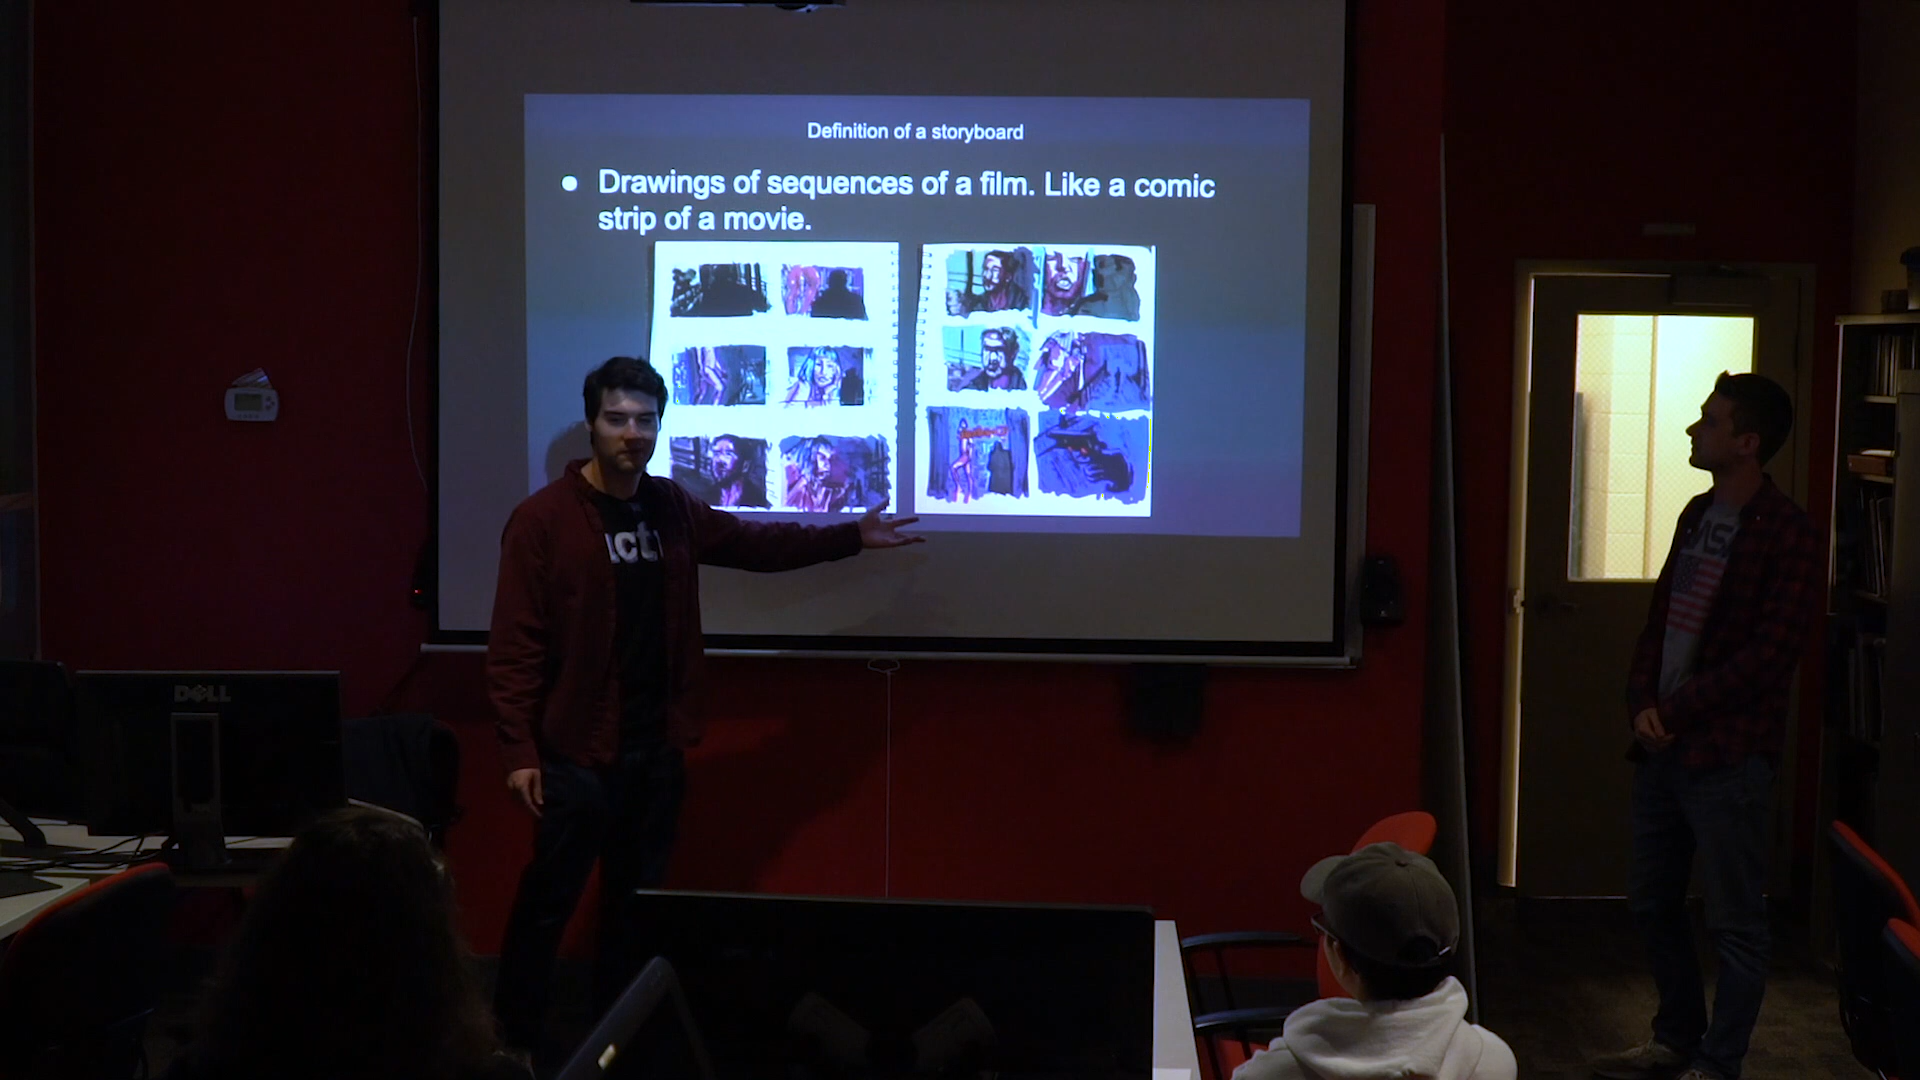 Definition of a storyboard
● Drawings of sequences of a film. Like a comic
strip of a movie.
DELL